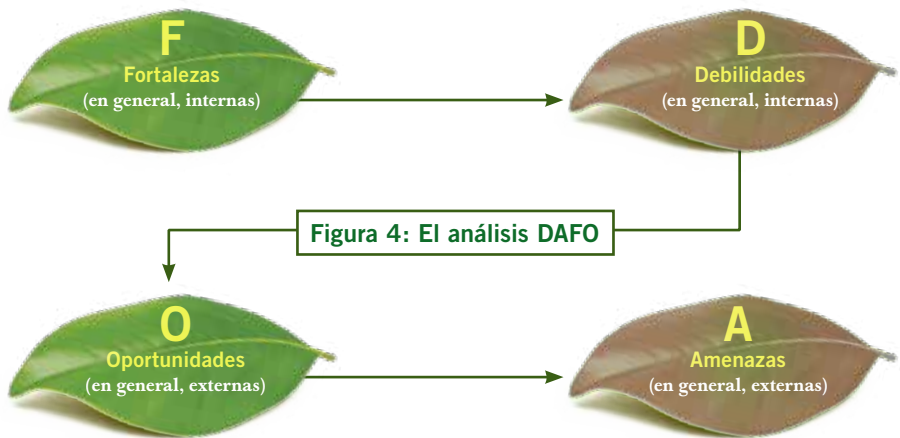 F
Fortalezas
(en general, internas)
D
Debilidades
(en general, internas)
Figura 4: El análisis DAFO
O
Oportunidades
(en general, externas)
A
Amenazas
(en general, externas)